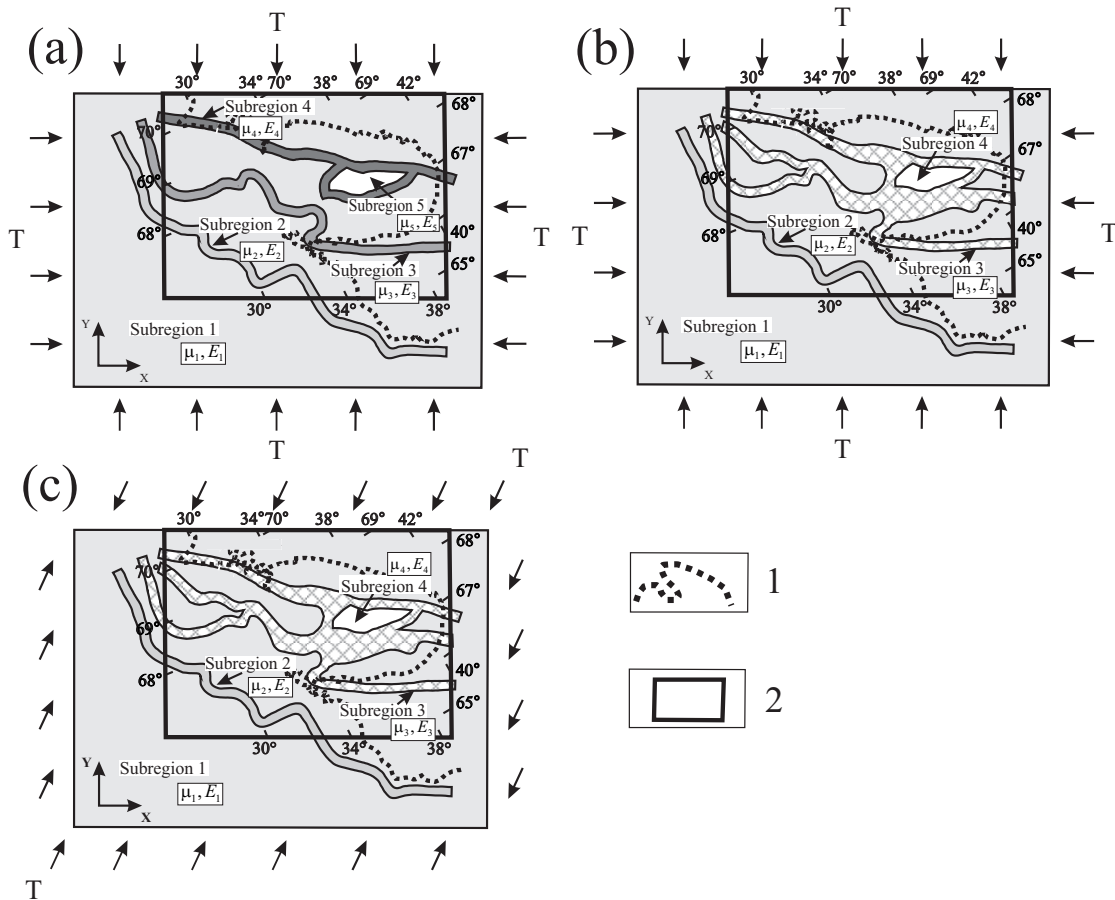 (a)
T
30° 34° 70° 38° 69° 42°
68°
Subregion 4
μ₄, E₄
70°
67°
69°
Subregion 5
μ₅, E₅
Subregion 2
68°
μ₂, E₂
40°
T
T
Subregion 3
65°
μ₃, E₃
30° 34° 38°
Y
Subregion 1
μ₁, E₁
X
T
(b)
T
30° 34° 70° 38° 69° 42°
68°
μ₄, E₄
70°
Subregion 4
67°
69°
Subregion 2
68°
μ₂, E₂
40°
T
T
Subregion 3
65°
μ₃, E₃
30° 34° 38°
Y
Subregion 1
μ₁, E₁
X
T
(c)
T
30° 34° 70° 38° 69° 42°
68°
μ₄, E₄
70°
Subregion 4
67°
69°
Subregion 2
68°
μ₂, E₂
40°
Subregion 3
65°
μ₃, E₃
30° 34° 38°
Y
Subregion 1
μ₁, E₁
X
T
1
2